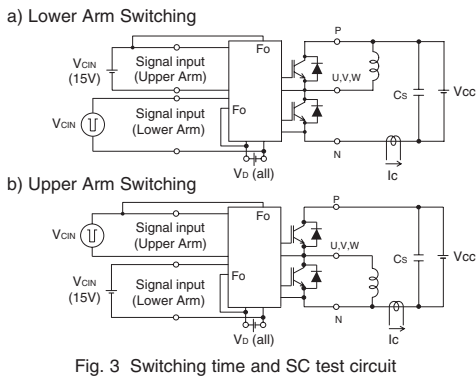 a) Lower Arm Switching
Fo
P
VCIN
(15V)
Signal input
(Upper Arm)
U,V,W
CS
Vcc
VCIN
Signal input
(Lower Arm)
Fo
N
VD (all)
Ic
b) Upper Arm Switching
Fo
P
VCIN
Signal input
(Upper Arm)
U,V,W
CS
Vcc
VCIN
(15V)
Signal input
(Lower Arm)
Fo
N
VD (all)
Ic
Fig. 3 Switching time and SC test circuit